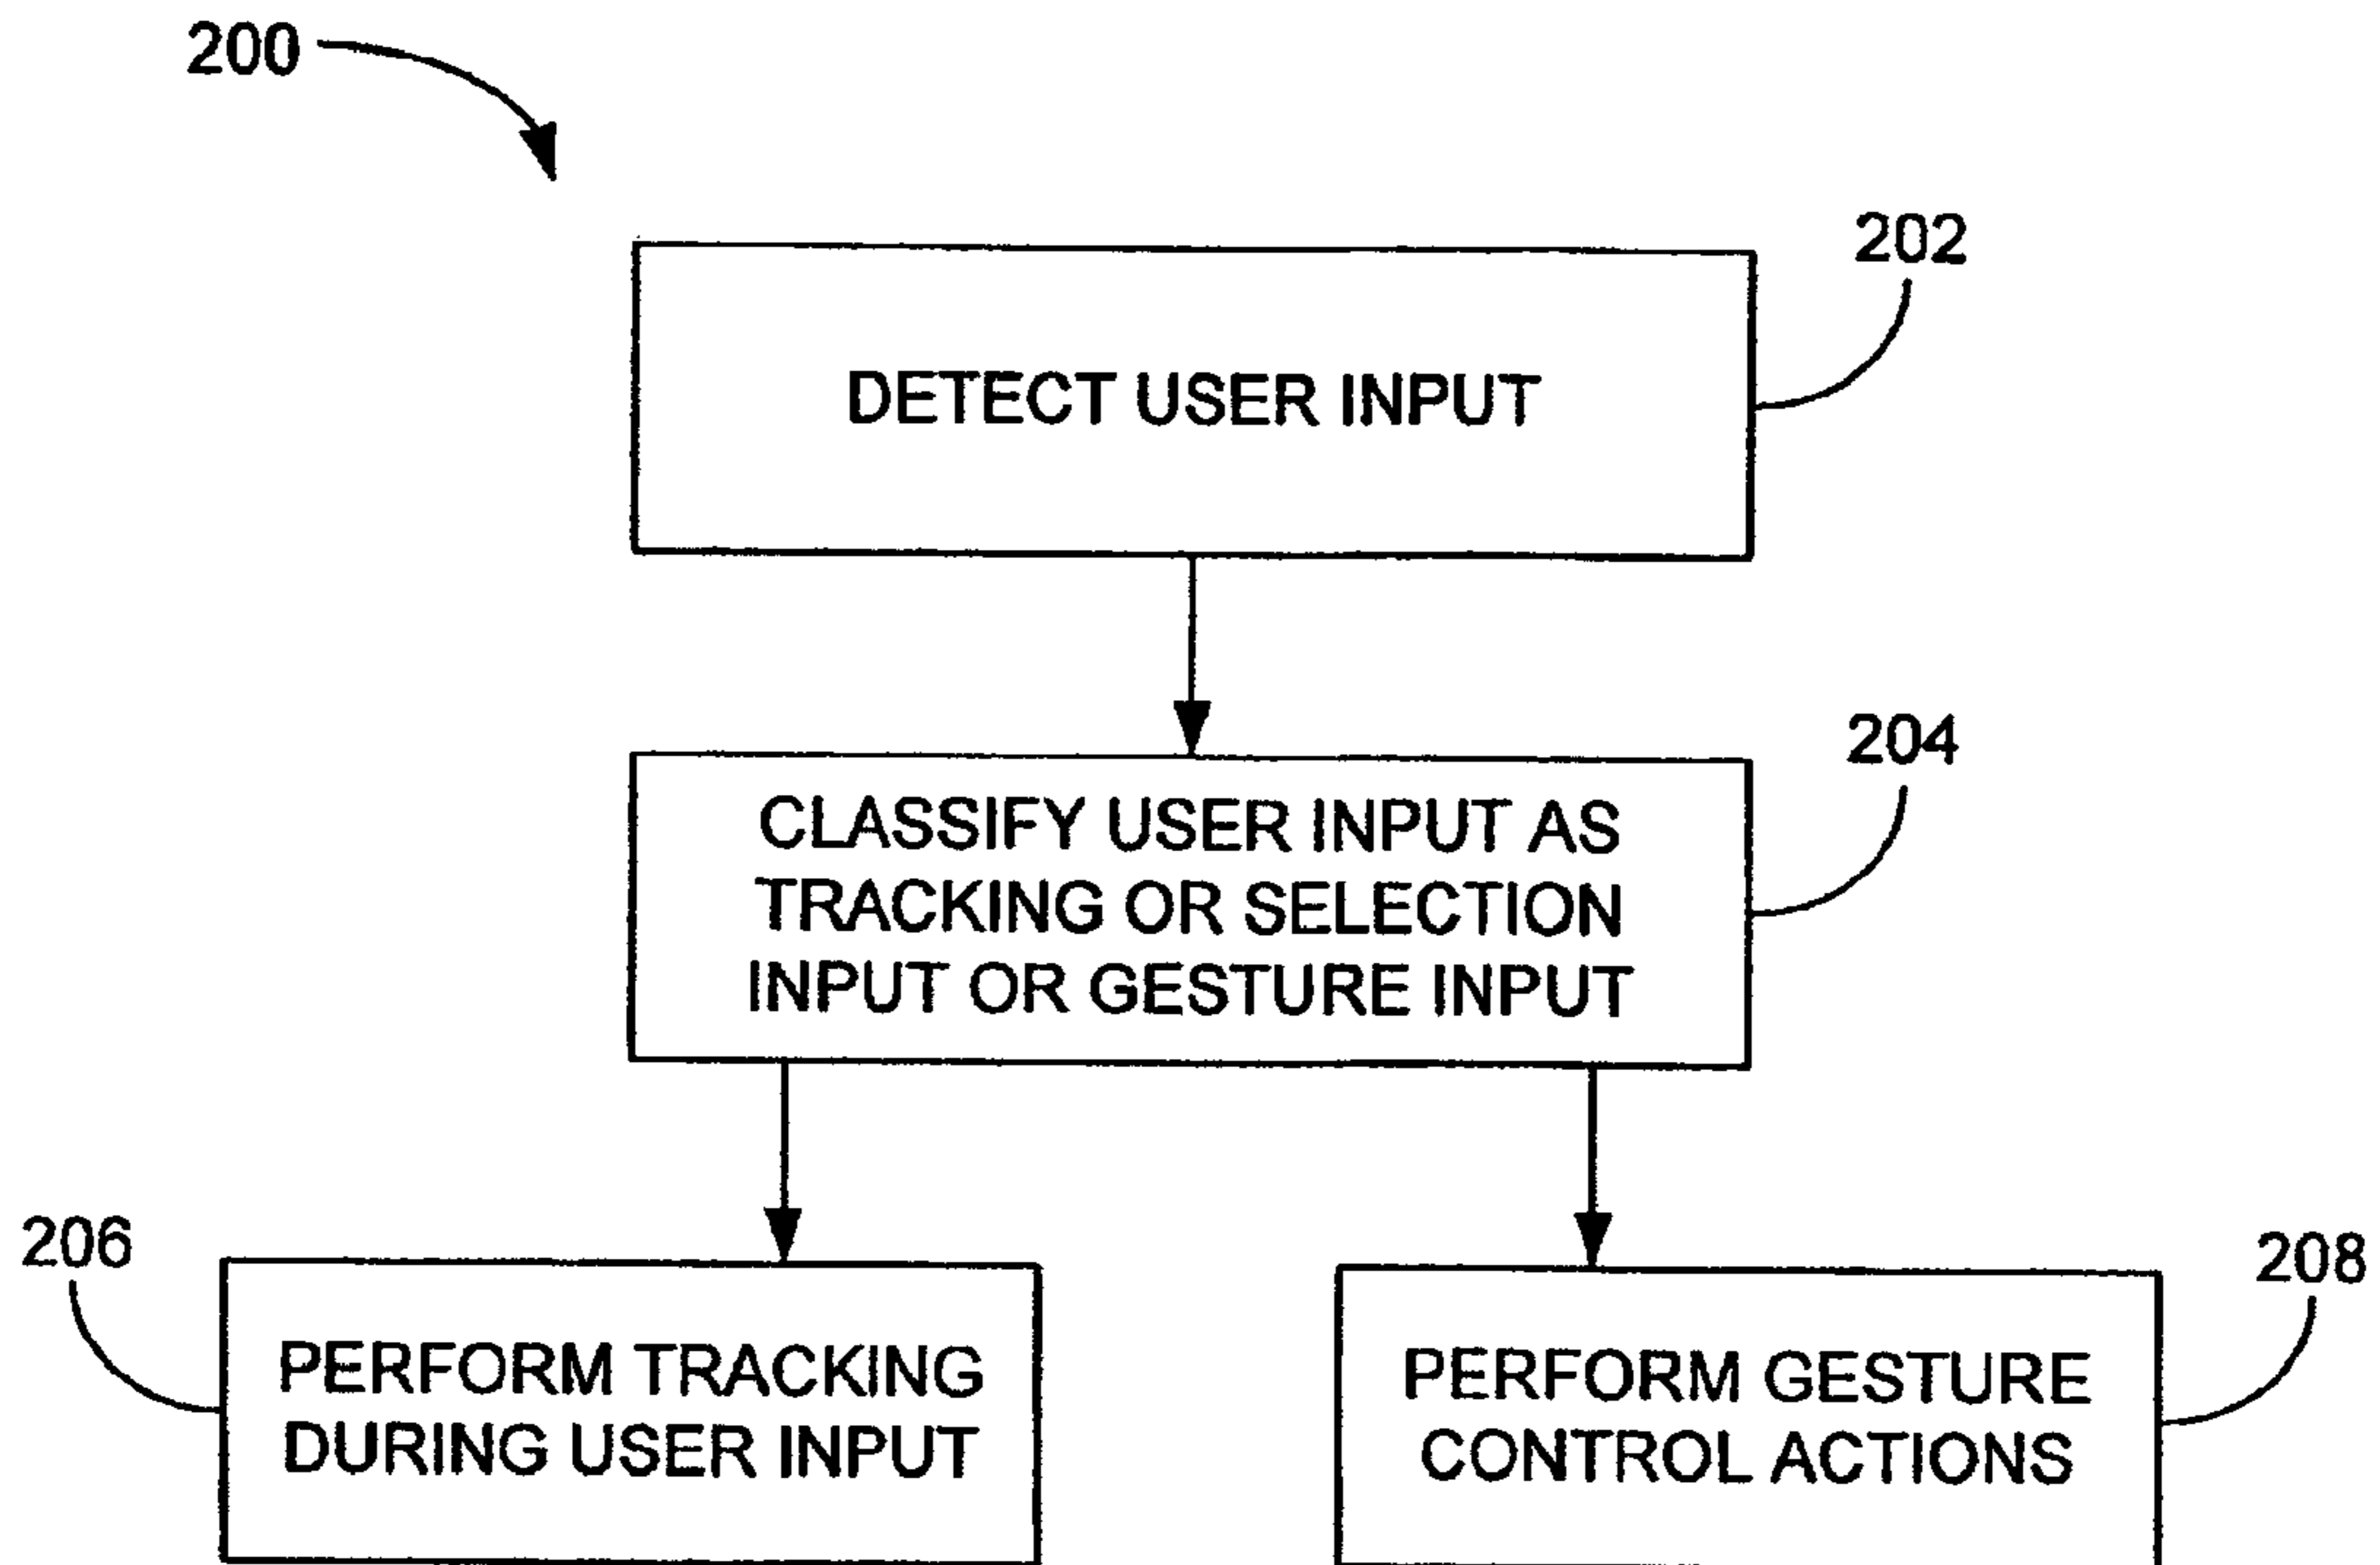 200
202
DETECT USER INPUT
204
CLASSIFY USER INPUT AS
TRACKING OR SELECTION
INPUT OR GESTURE INPUT
206
PERFORM TRACKING
DURING USER INPUT
208
PERFORM GESTURE
CONTROL ACTIONS